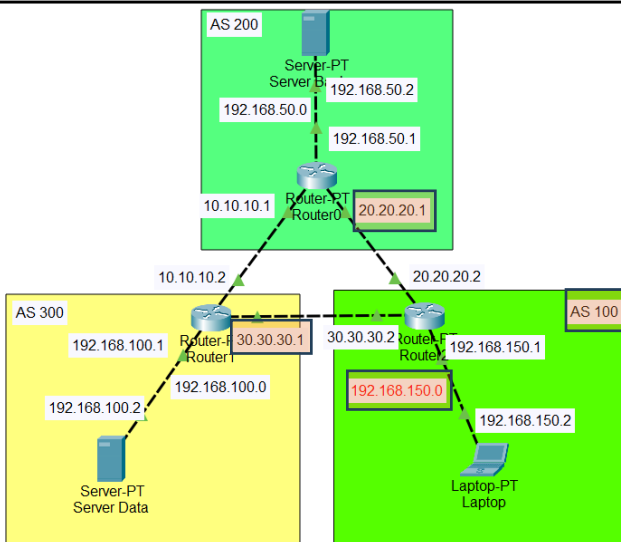 AS 200
Server-PT
Server
192.168.50.2
192.168.50.0
192.168.50.1
Router-PT
Router0
10.10.10.1
20.20.20.1
10.10.10.2
20.20.20.2
AS 300
AS 100
Router1
30.30.30.1
30.30.30.2
Router-PT
192.168.100.1
192.168.150.1
192.168.100.0
192.168.150.0
192.168.100.2
192.168.150.2
Server-PT
Server Data
Laptop-PT
Laptop